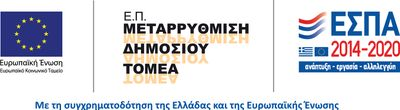 Ε.Π.
ΜΕΤΑΡΡΥΘΜΙΣΗ
ΔΗΜΟΣΙΟΥ
ΤΟΜΕΑ
Ευρωπαϊκή Ένωση
Ευρωπαϊκό Κοινωνικό Ταμείο
ΕΣΠΑ
2014-2020
ανάπτυξη - εργασία - αλληλεγγύη
Με τη συγχρηματοδότηση της Ελλάδας και της Ευρωπαϊκής Ένωσης